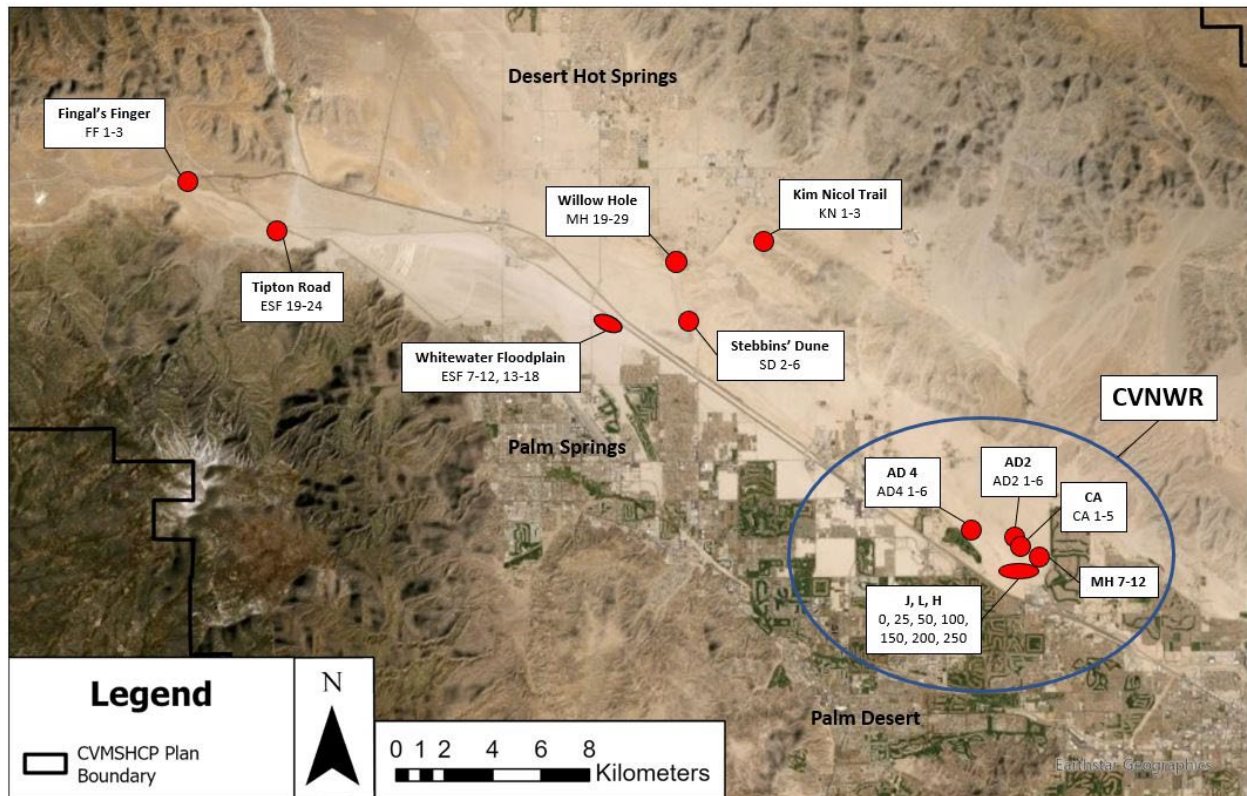 Desert Hot Springs
Fingal's Finger
FF 1-3
Willow Hole
MH 19-29
Kim Nicol Trail
KN 1-3
Tipton Road
ESF 19-24
Whitewater Floodplain
ESF 7-12, 13-18
Stebbins' Dune
SD 2-6
CVNWR
Palm Springs
AD 4
AD4 1-6
AD2
AD2 1-6
CA
CA 1-5
MH 7-12
J, L, H
0, 25, 50, 100,
150, 200, 250
Palm Desert
Legend
CVMSHCP Plan
Boundary
N
0 1 2 4 6 8
Kilometers
Earthstar Geographics